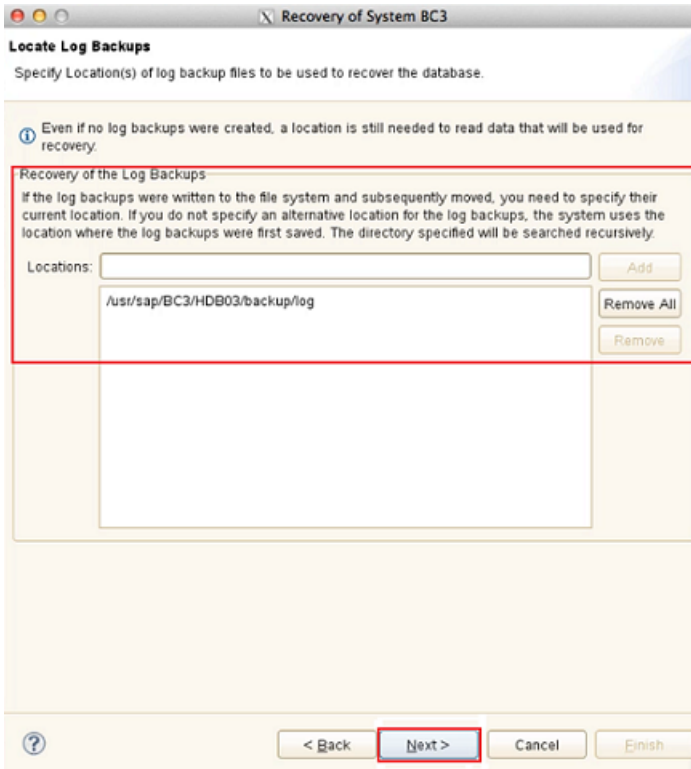 Recovery of System BC3
Locate Log Backups
Specify Location(s) of log backup files to be used to recover the database.
Even if no log backups were created, a location is still needed to read data that will be used for
recovery.
Recovery of the Log Backups
If the log backups were written to the file system and subsequently moved, you need to specify their
current location. If you do not specify an alternative location for the log backups, the system uses the
location where the log backups were first saved. The directory specified will be searched recursively.
Locations:
Add
/usr/sap/BC3/HDB03/backup/log
Remove All
Remove
< Back
Next >
Cancel
Finish